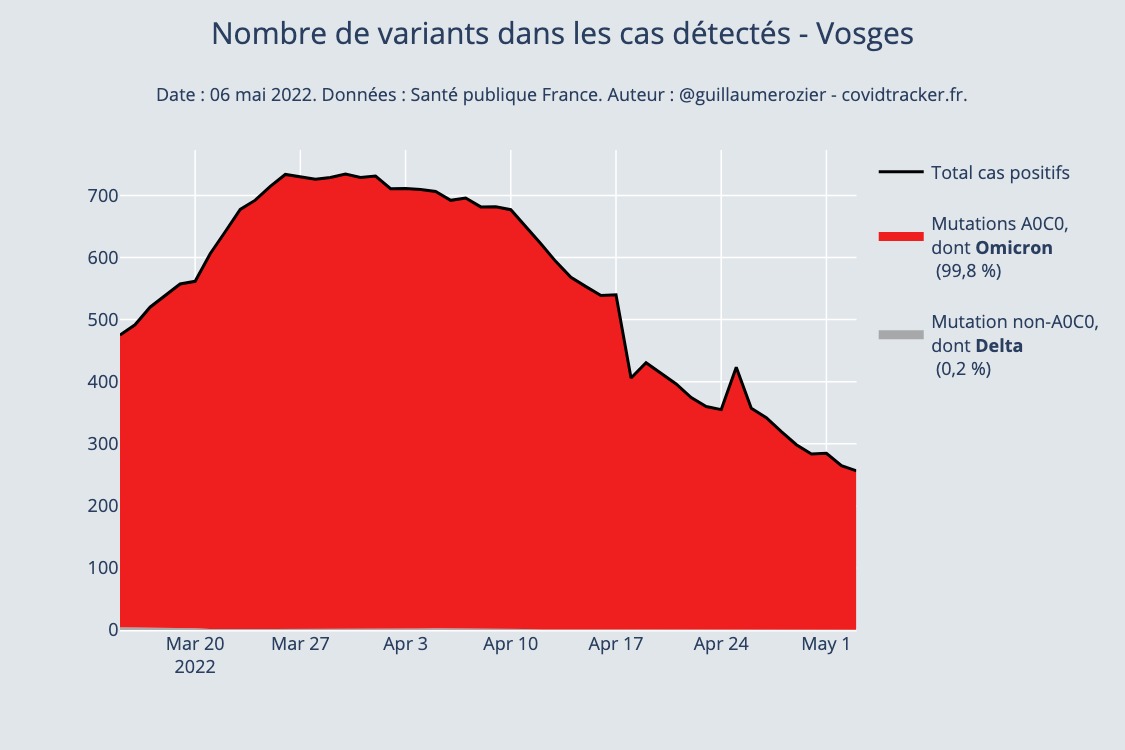 Nombre de variants dans les cas détectés - Vosges
Date : 06 mai 2022. Données : Santé publique France. Auteur : @guillaumerozier - covidtracker.fr.
Total cas positifs
Mutations A0C0,
dont Omicron
(99,8 %)
Mutation non-A0C0,
dont Delta
(0,2 %)
700
600
500
400
300
200
100
0
Mar 20
2022
Mar 27
Apr 3
Apr 10
Apr 17
Apr 24
May 1